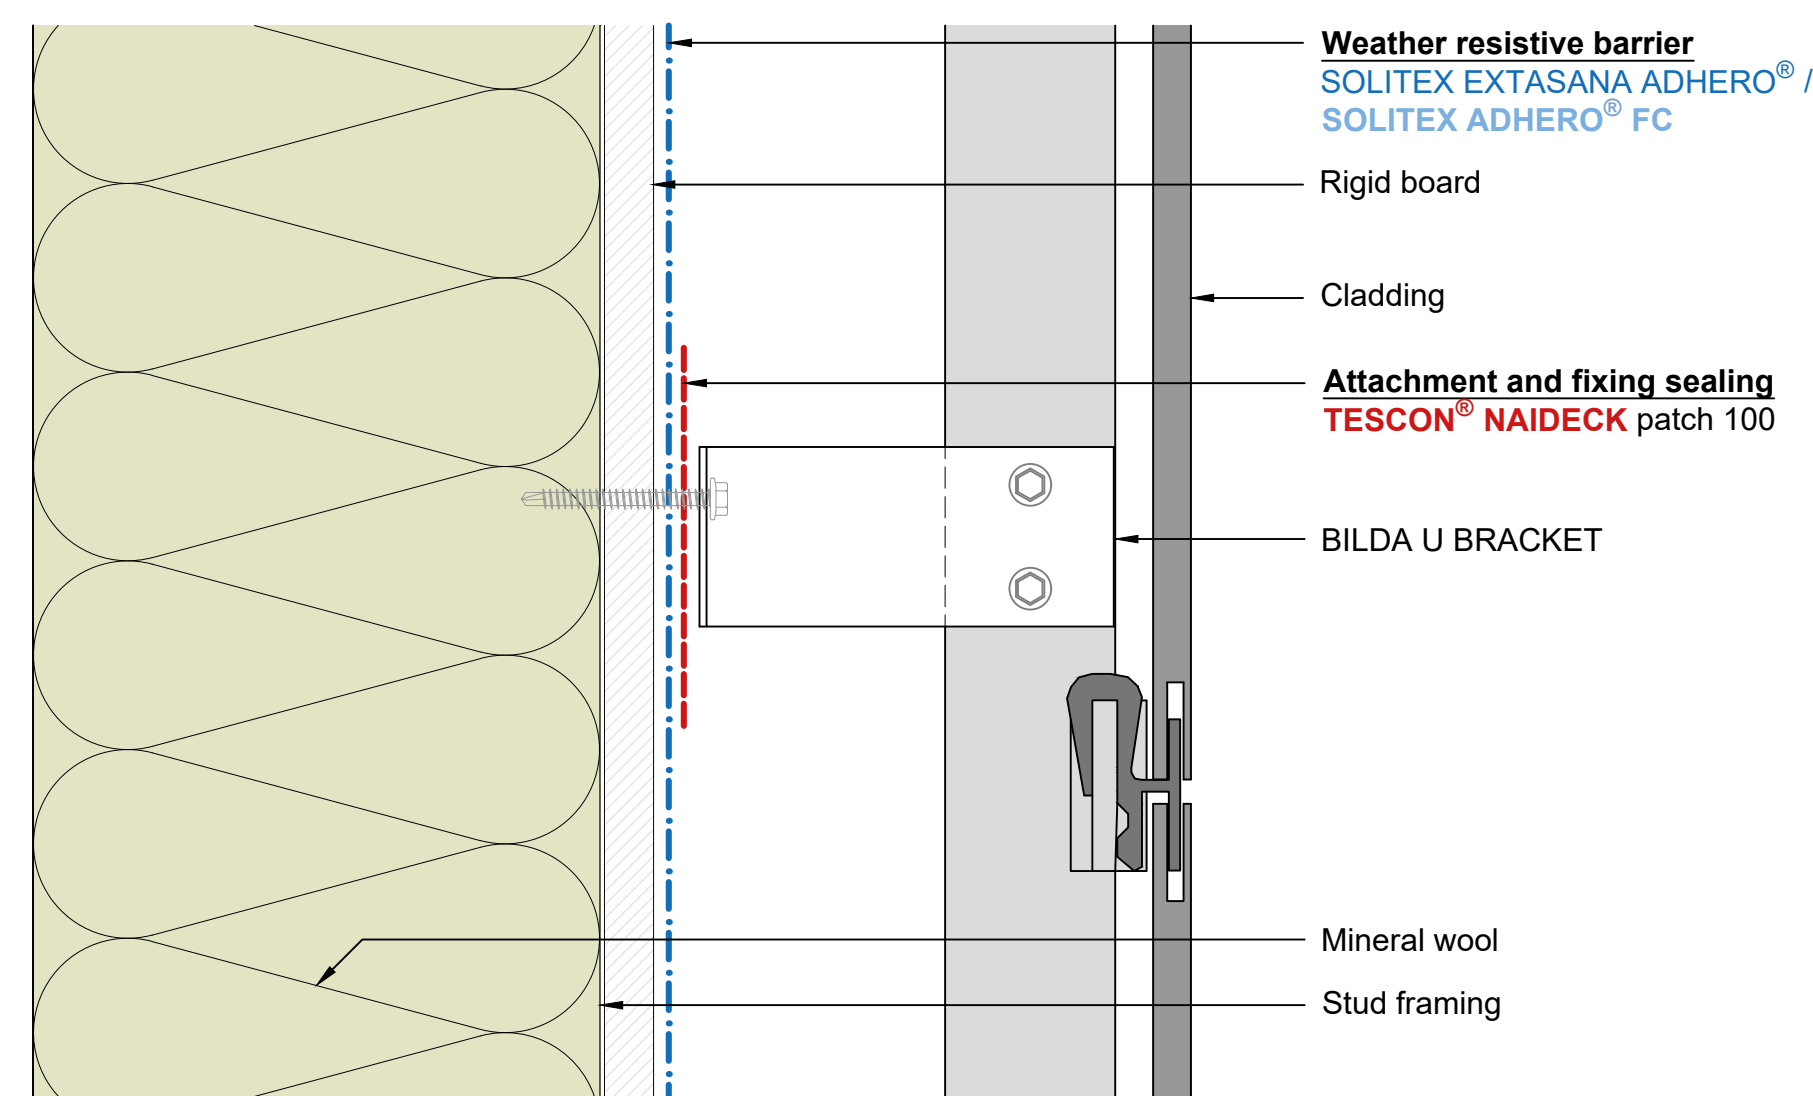 Weather resistive barrier
SOLITEX EXTASANA ADHERO® /
SOLITEX ADHERO® FC
Rigid board
Cladding
Attachment and fixing sealing
TESCON® NAIDECK patch 100
BILDA U BRACKET
Mineral wool
Stud framing